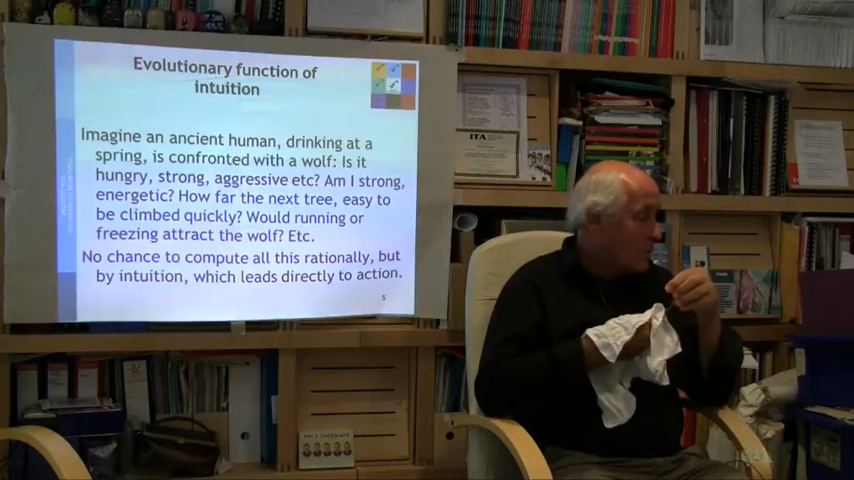 Evolutionary function of
intuition
Imagine an ancient human, drinking at a
spring, is confronted with a wolf: Is it
hungry, strong, aggressive etc? Am I strong,
energetic? How far the next tree, easy to
be climbed quickly? Would running or
freezing attract the wolf? Etc.
No chance to compute all this rationally, but
by intuition, which leads directly to action.
5
ITA